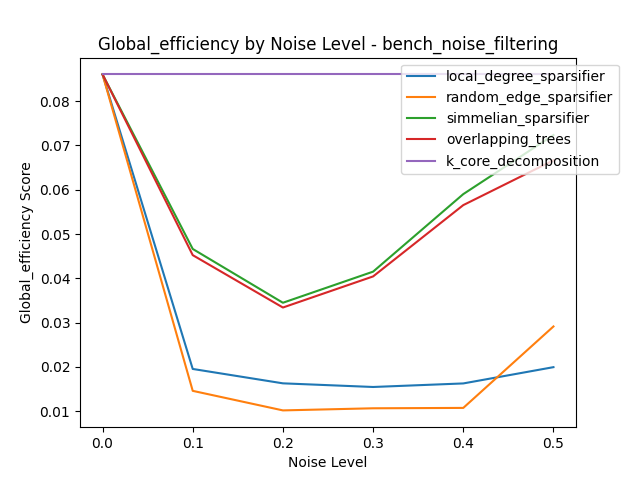 Global_efficiency by Noise Level - bench_noise_filtering
local_degree_sparsifier
random_edge_sparsifier
simmelian_sparsifier
overlapping_trees
k_core_decomposition
Global_efficiency Score
0.08
0.07
0.06
0.05
0.04
0.03
0.02
0.01
0.0 0.1 0.2 0.3 0.4 0.5
Noise Level